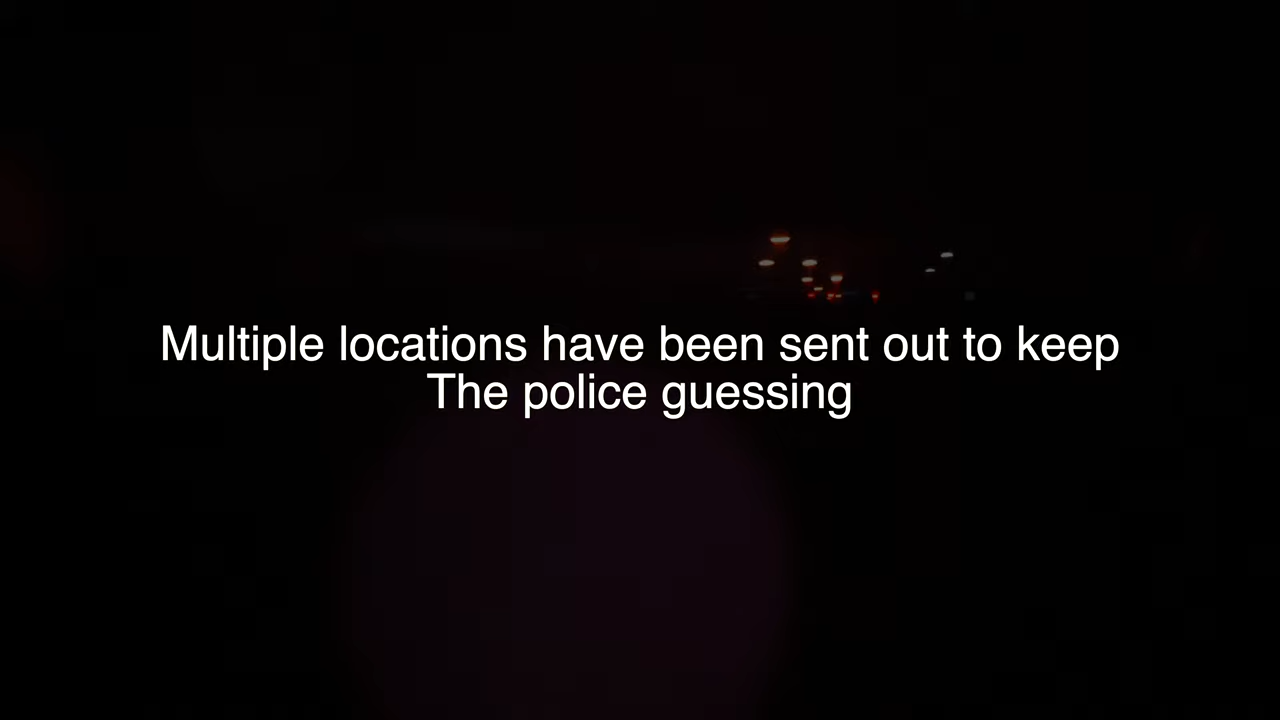 Multiple locations have been sent out to keep
The police guessing